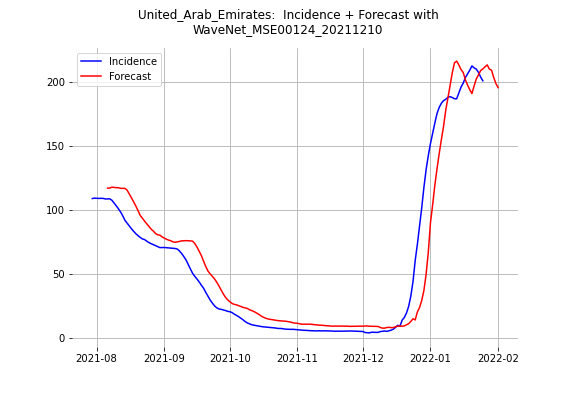 United_Arab_Emirates:  Incidence + Forecast with
WaveNet_MSE00124_20211210
Incidence
Forecast
200
150
100
50
0
2021-08 2021-09 2021-10 2021-11 2021-12 2022-01 2022-02